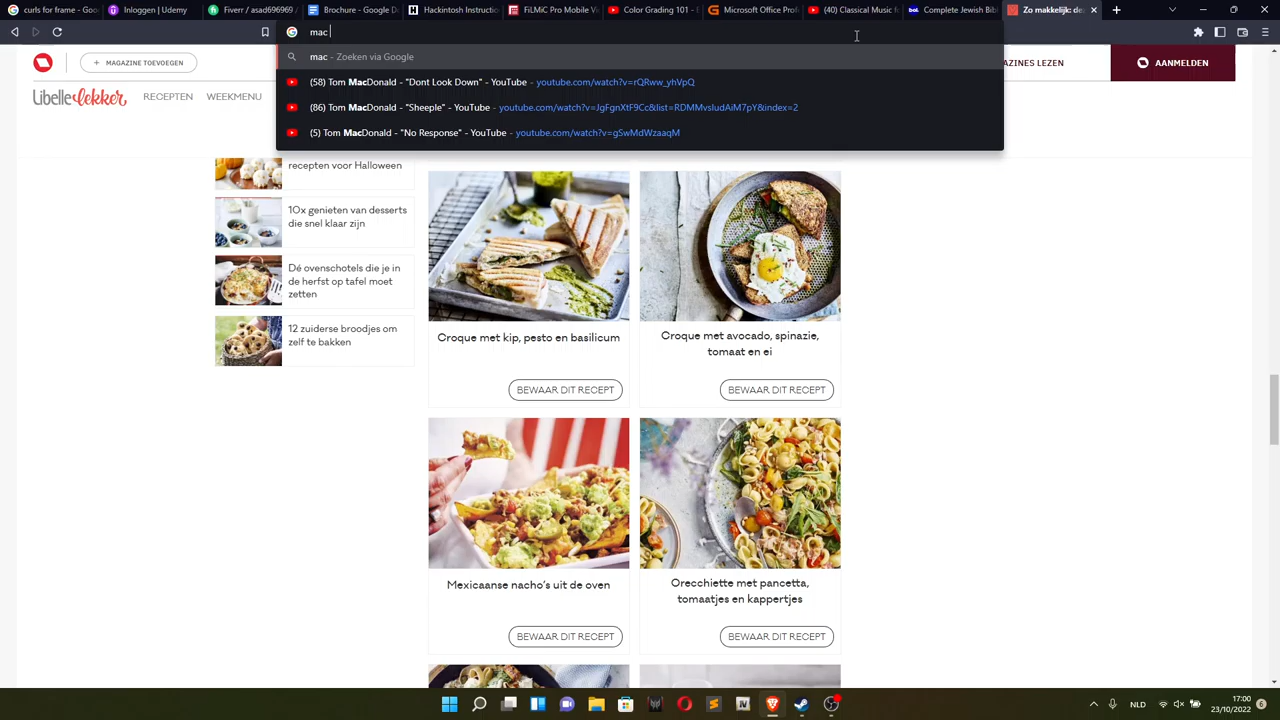 curls for frame - G
Inloggen | Udemy
Fiverr / asad696969 /
Brochure - Google D
Hackintosh Instructio
FiLMiC Pro Mobile Vi
Color Grading 101 -
Microsoft Office Prof
(40) Classical Music f
Complete Jewish Bib
Zo makkelijk: de
mac
mac - Zoeken via Google
(58) Tom MacDonald - "Dont Look Down" - YouTube - youtube.com/watch?v=rQRww_yhVpQ
(86) Tom MacDonald - "Sheeple" - YouTube - youtube.com/watch?v=JgFgnXtF9Cc&list=RDMMvsIudAiM7pY&index=2
(5) Tom MacDonald - "No Response" - YouTube - youtube.com/watch?v=gSwMdWzaaqM
+ MAGAZINE TOEVOEGEN
AZINES LEZEN
AANMELDEN
Libelle lekker
RECEPTEN
WEEKMENU
recepten voor Halloween
10x genieten van desserts
die snel klaar zijn
Dé ovenschotels die je in
de herfst op tafel moet
zetten
12 zuiderse broodjes om
zelf te bakken
Croque met kip, pesto en basilicum
BEWAAR DIT RECEPT
Croque met avocado, spinazie,
tomaat en ei
BEWAAR DIT RECEPT
Mexicaanse nacho's uit de oven
BEWAAR DIT RECEPT
Orecchiette met pancetta,
tomaatjes en kappertjes
BEWAAR DIT RECEPT
NLD
17:00
23/10/2022